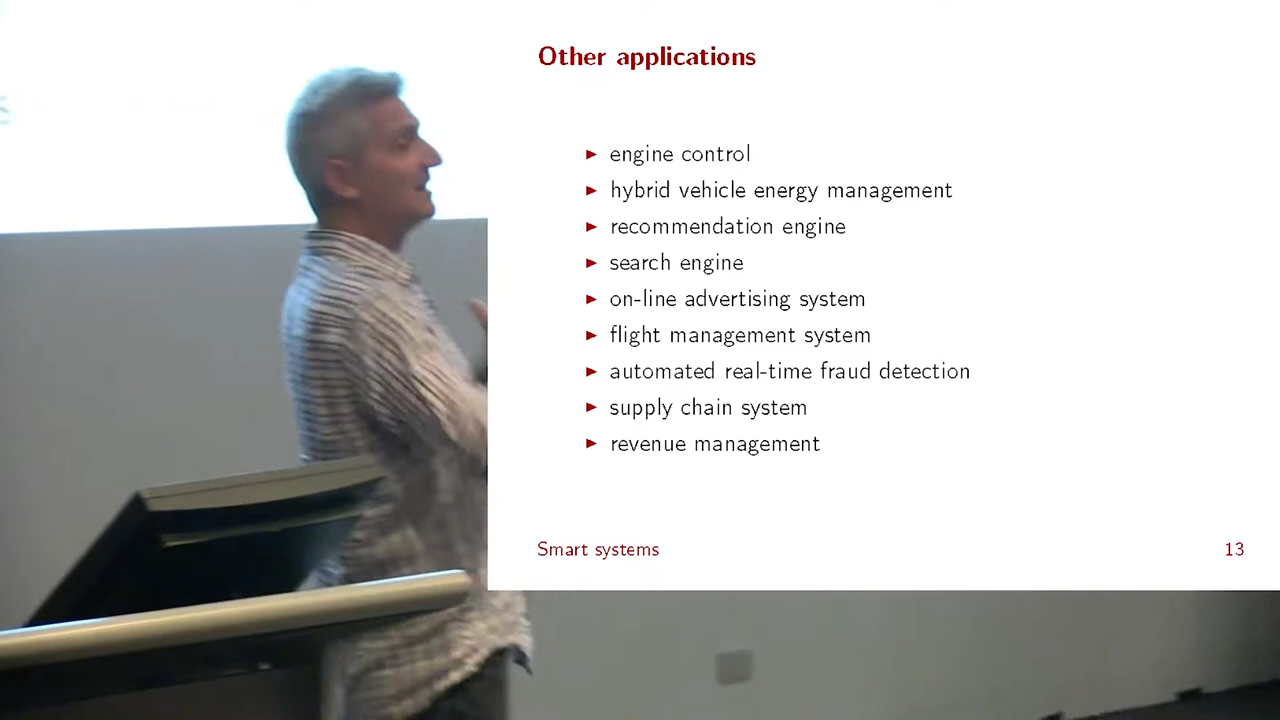 Other applications
► engine control
► hybrid vehicle energy management
► recommendation engine
► search engine
► on-line advertising system
► flight management system
► automated real-time fraud detection
► supply chain system
► revenue management
Smart systems 13